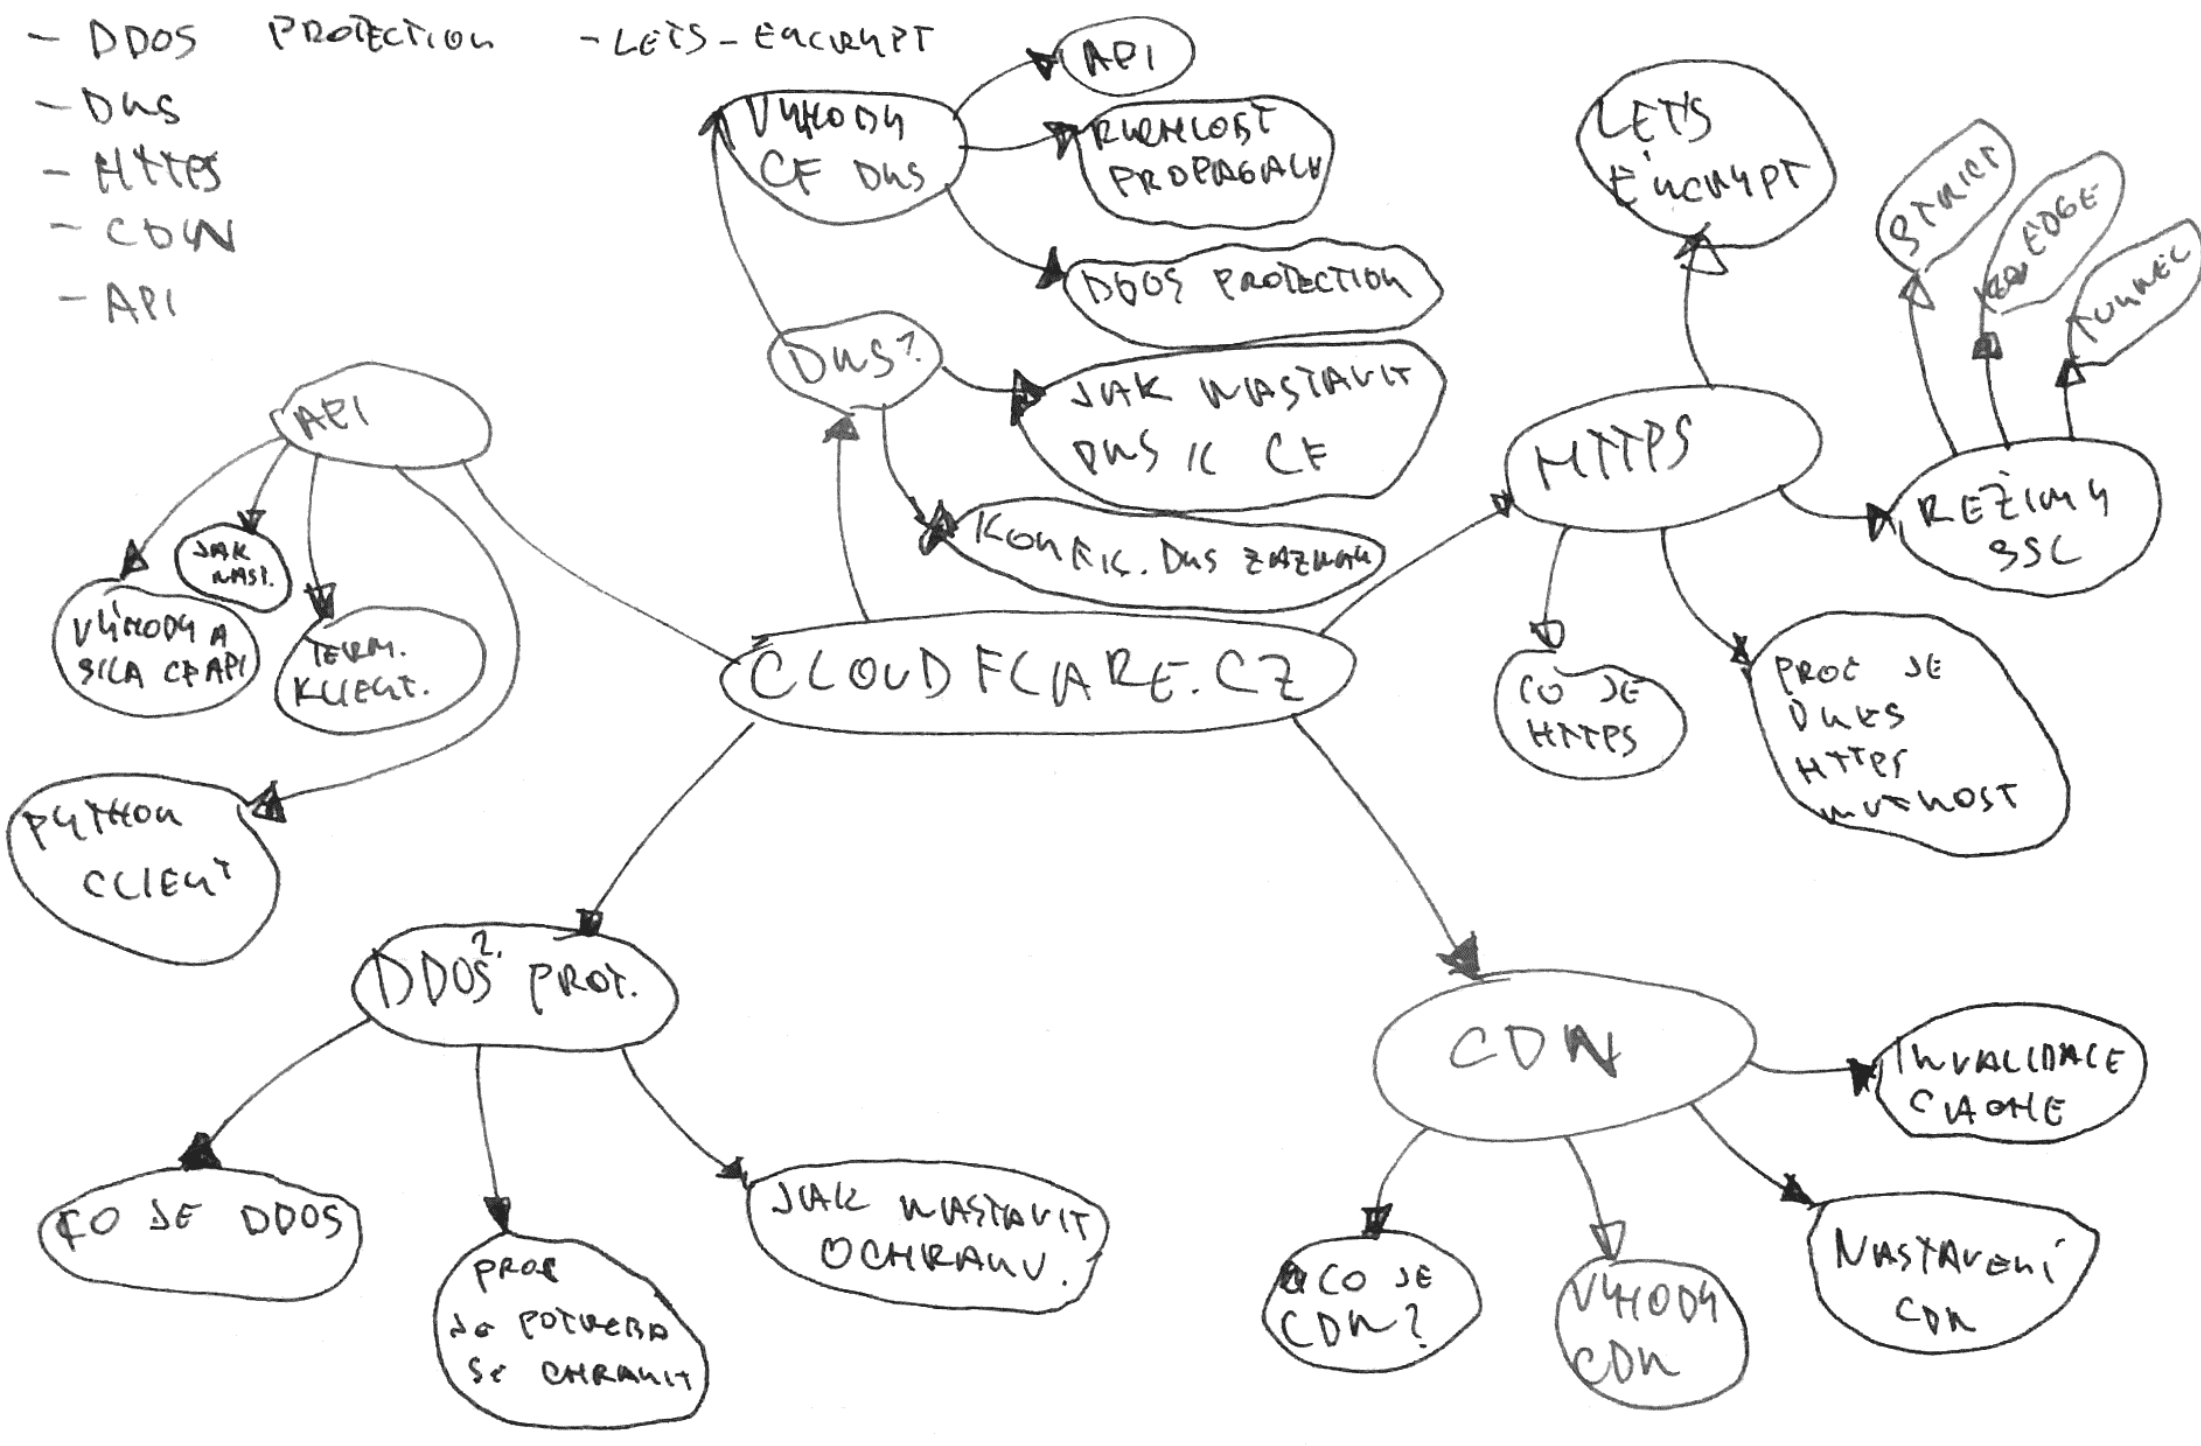 - DDOS PROTECTION - LETS-ENCRYPT
- DNS
- HTTPS
- CDN
- API
API
VÝHODY
CF DNS
RYCHLOST
PROPAGACE
DDOS PROTECTION
DNS?
JAK NASTAVIT
DNS K CF
KONFIG. DNS ZÁZNAMU
LET'S
ENCRYPT
STRICT
EDGE
TUNNEL
HTTPS
REŽIMY
SSL
CO JE
HTTPS
PROČ JE
DNES
HTTPS
NUTNOST
API
JAK
NAST.
VÝHODY A
SÍLA CF API
TERM.
KLIENT.
PYTHON
CLIENT
CLOUDFLARE.CZ
DDOS? PROT.
CO JE DDOS
PROČ
JE POTREBA
SE CHRANIT
JAK NASTAVIT
OCHRANU.
CDN
INVALIDACE
CACHE
CO JE
CDN?
VÝHODY
CDN
NASTAVENÍ
CDN